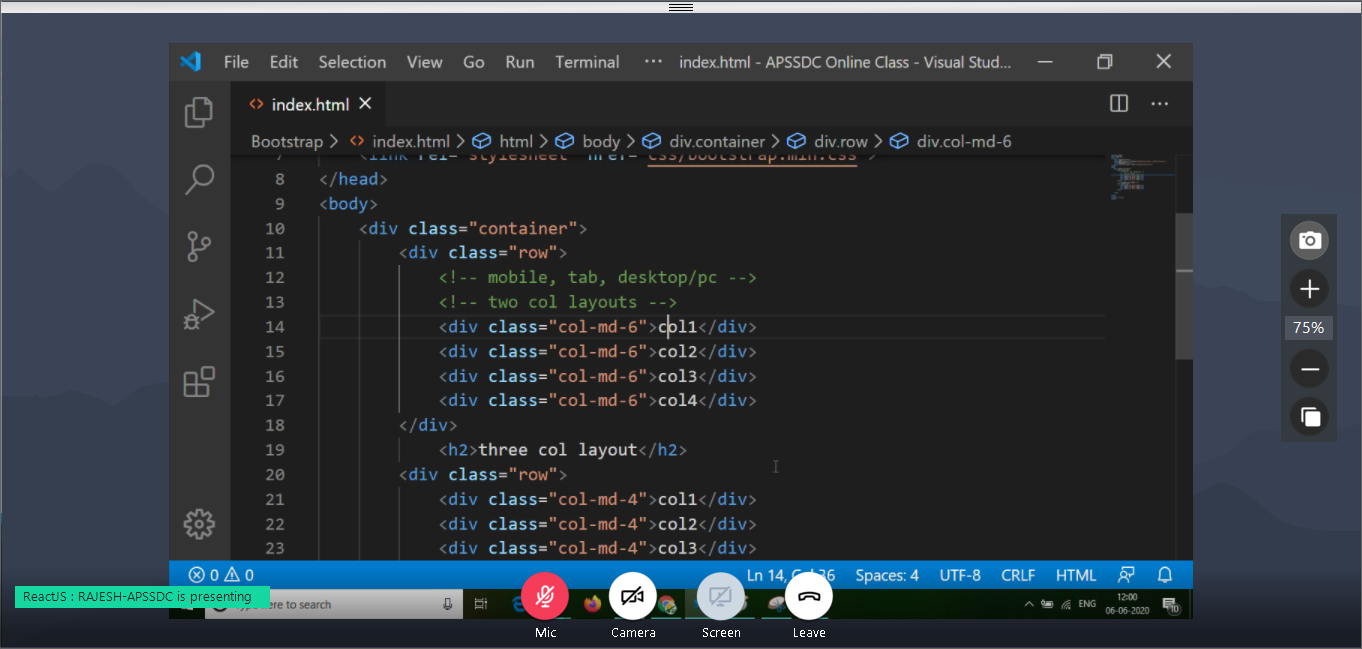 File Edit Selection View Go Run Terminal ··· index.html - APSSDC Online Class - Visual Stud...
<> index.html ×
Bootstrap > <> index.html > html > body > div.container > div.row > div.col-md-6
7 <link rel="stylesheet" href="css/bootstrap.min.css">
8 </head>
9 <body>
10 <div class="container">
11 <div class="row">
12 <!-- mobile, tab, desktop/pc -->
13 <!-- two col layouts -->
14 <div class="col-md-6">col1</div>
15 <div class="col-md-6">col2</div>
16 <div class="col-md-6">col3</div>
17 <div class="col-md-6">col4</div>
18 </div>
19 <h2>three col layout</h2>
20 <div class="row">
21 <div class="col-md-4">col1</div>
22 <div class="col-md-4">col2</div>
23 <div class="col-md-4">col3</div>
75%
0 0 Ln 14, 36 Spaces: 4 UTF-8 CRLF HTML
ReactJS : RAJESH-APSSDC is presenting
here to search
ENG 12:00
06-06-2020 10
Mic Camera Screen Leave